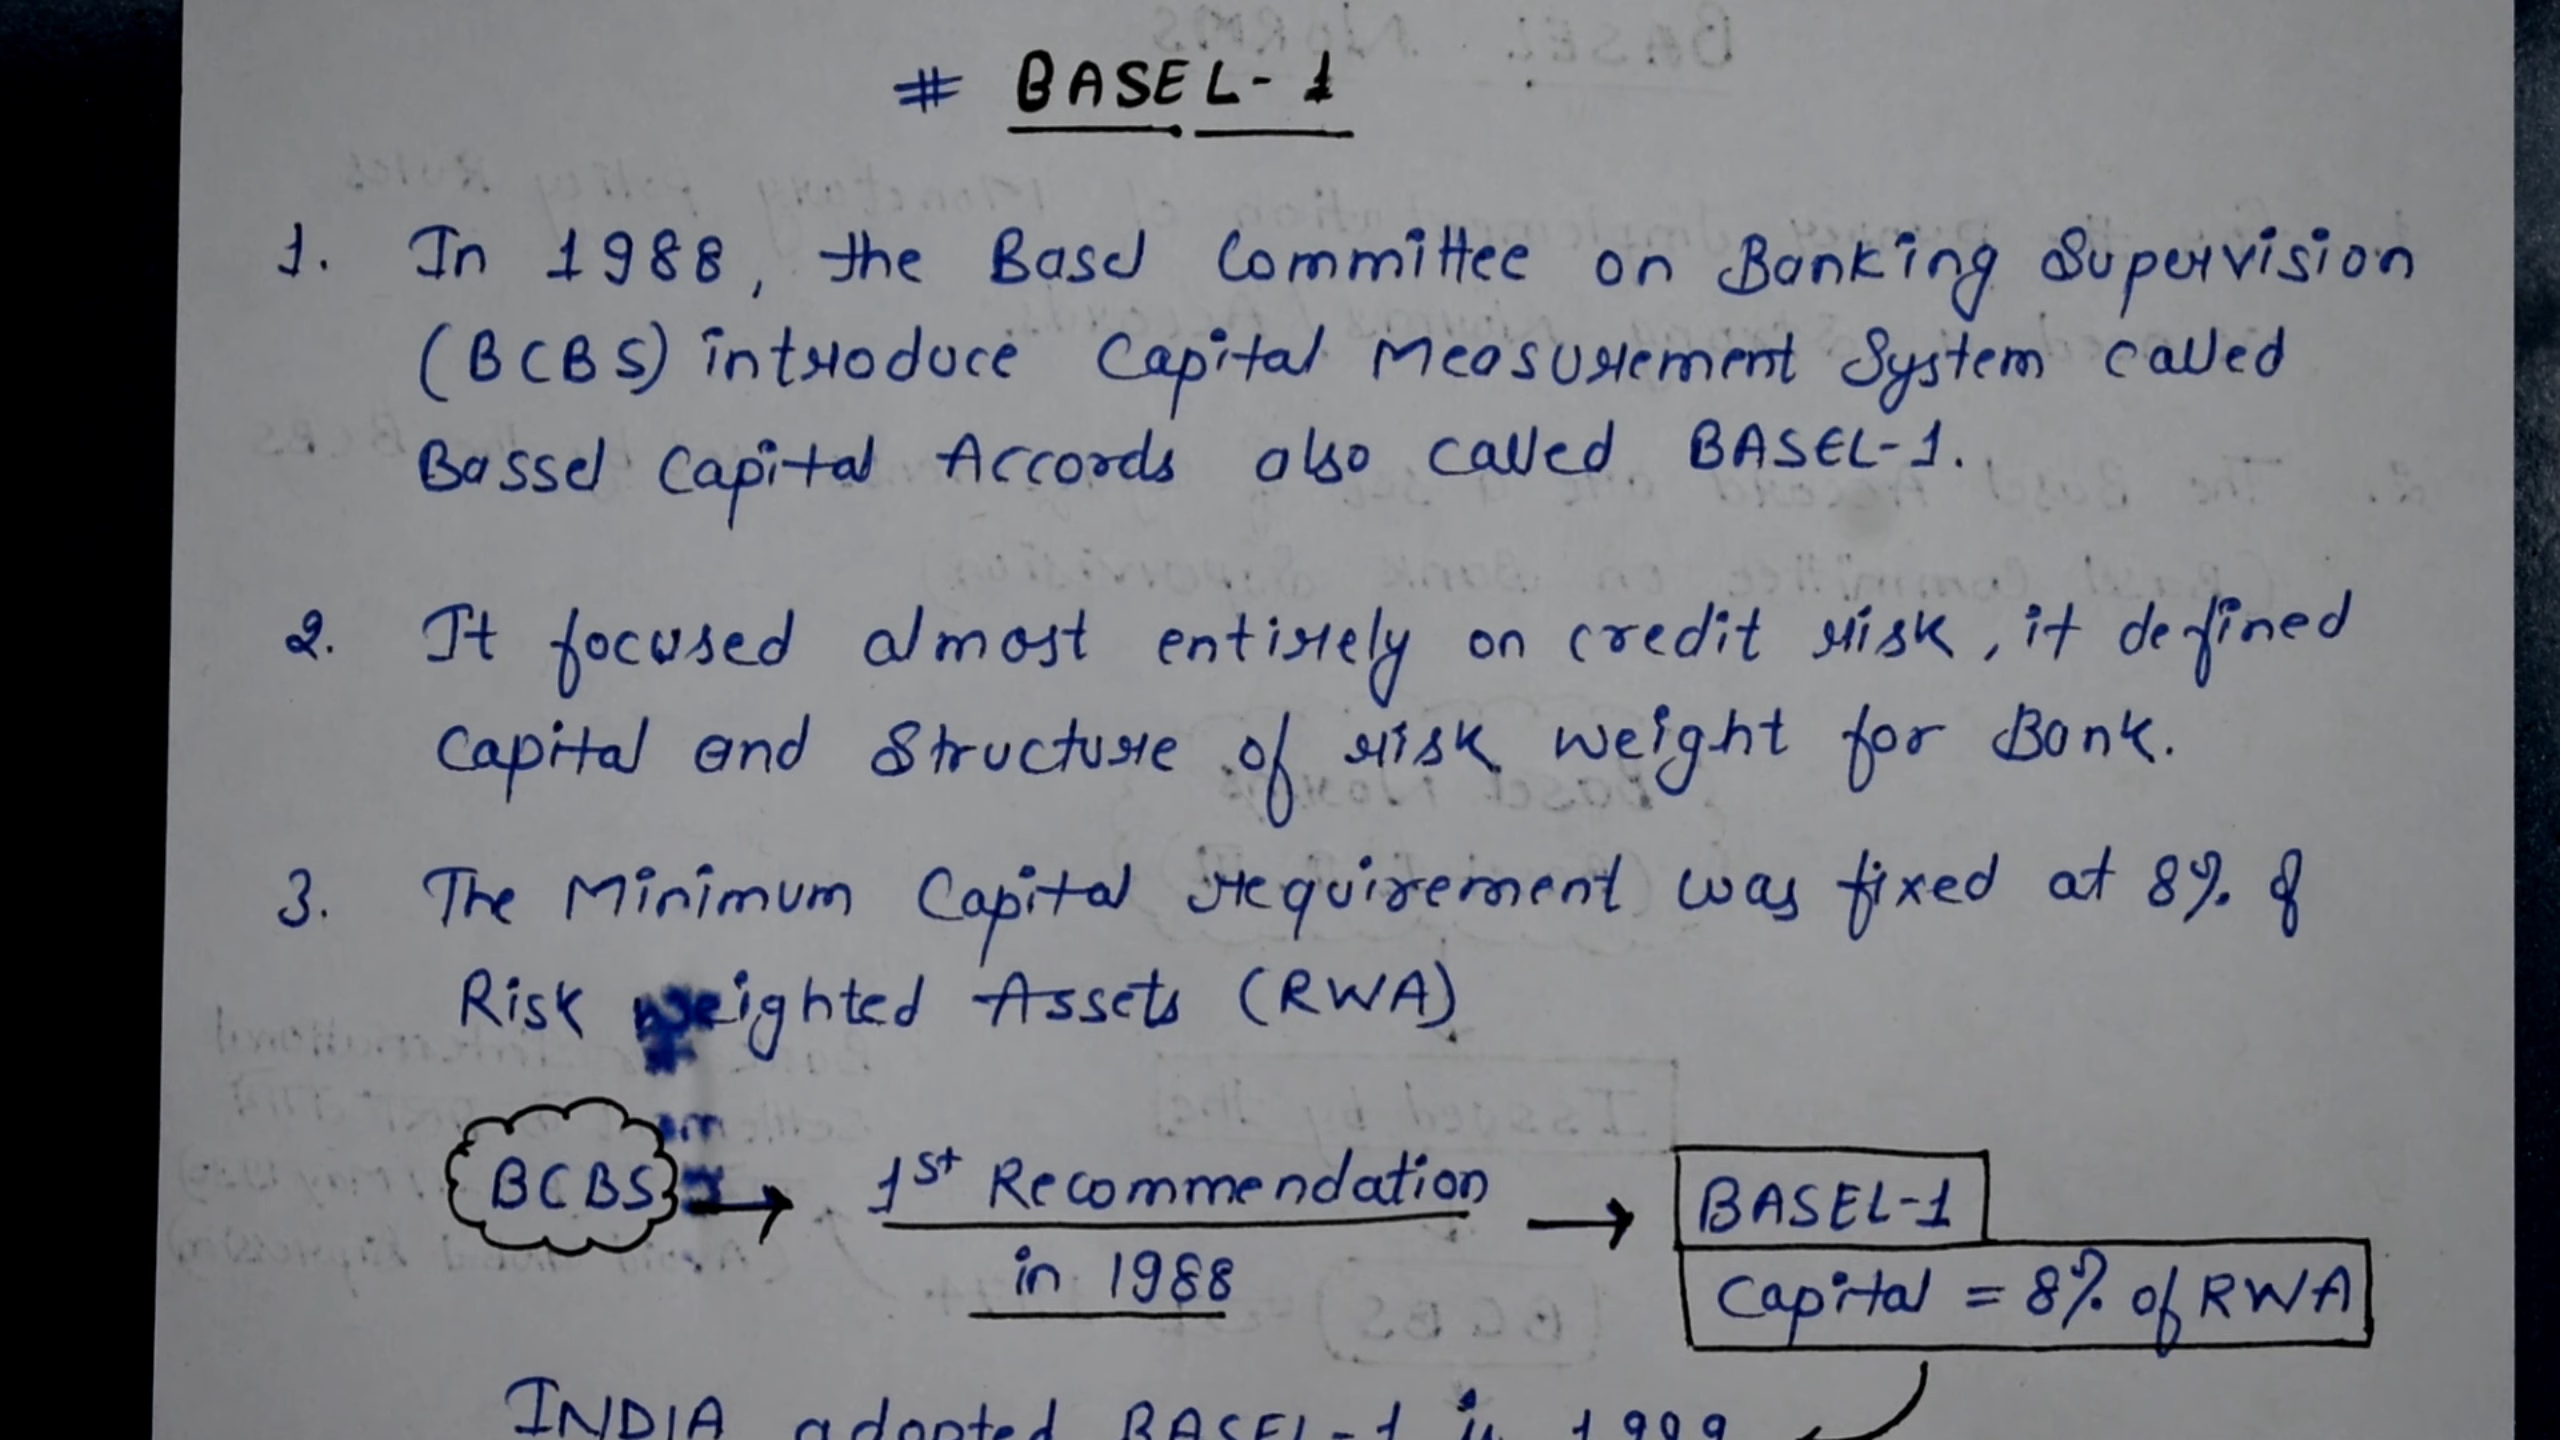 # BASEL-1
1. In 1988, the Basel Committee on Banking Supervision
(BCBS) introduce Capital Measurement System called
Bassel Capital Accords also called BASEL-1.
2. It focused almost entirely on credit risk, it defined
Capital and Structure of risk weight for Bank.
3. The Minimum Capital requirement was fixed at 8% of
Risk weighted Assets (RWA)
BCBS → 1st Recommendation → BASEL-1
in 1988
Capital = 8% of RWA
INDIA adopted BASEL-1 in 1999